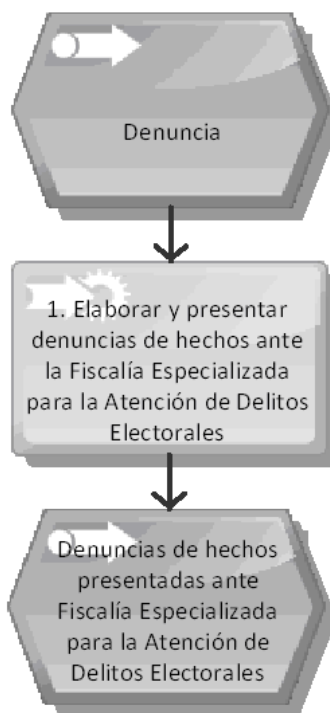 Denuncia
1. Elaborar y presentar
denuncias de hechos ante
la Fiscalía Especializada
para la Atención de Delitos
Electorales
Denuncias de hechos
presentadas ante
Fiscalía Especializada
para la Atención de
Delitos Electorales